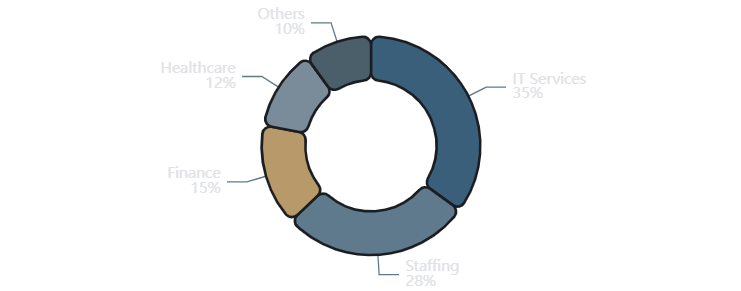 Others
10%
Healthcare
12%
IT Services
35%
Finance
15%
Staffing
28%